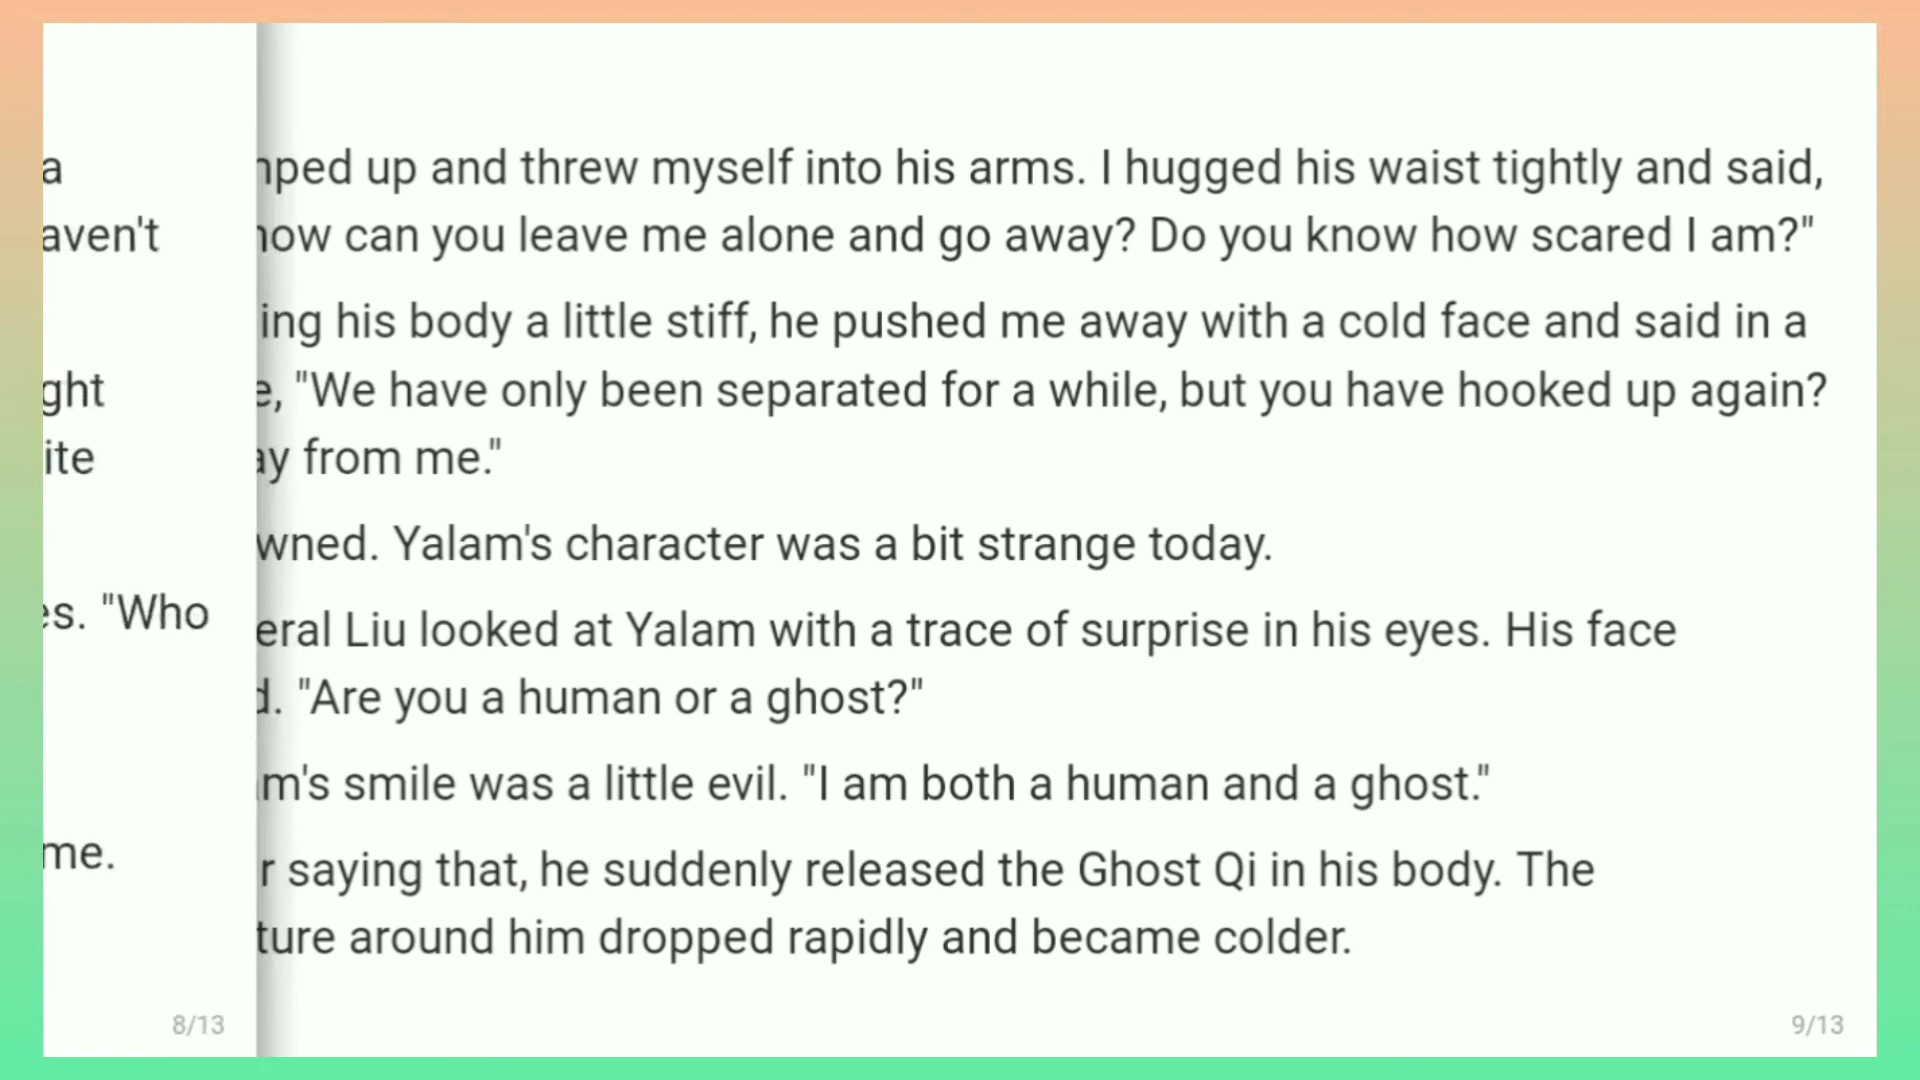 a
aven't
ght
ite
es. "Who
me.
8/13
ped up and threw myself into his arms. I hugged his waist tightly and said,
how can you leave me alone and go away? Do you know how scared I am?"
ing his body a little stiff, he pushed me away with a cold face and said in a
e, "We have only been separated for a while, but you have hooked up again?
ay from me."
wned. Yalam's character was a bit strange today.
eral Liu looked at Yalam with a trace of surprise in his eyes. His face
d. "Are you a human or a ghost?"
m's smile was a little evil. "I am both a human and a ghost."
r saying that, he suddenly released the Ghost Qi in his body. The
ture around him dropped rapidly and became colder.
9/13